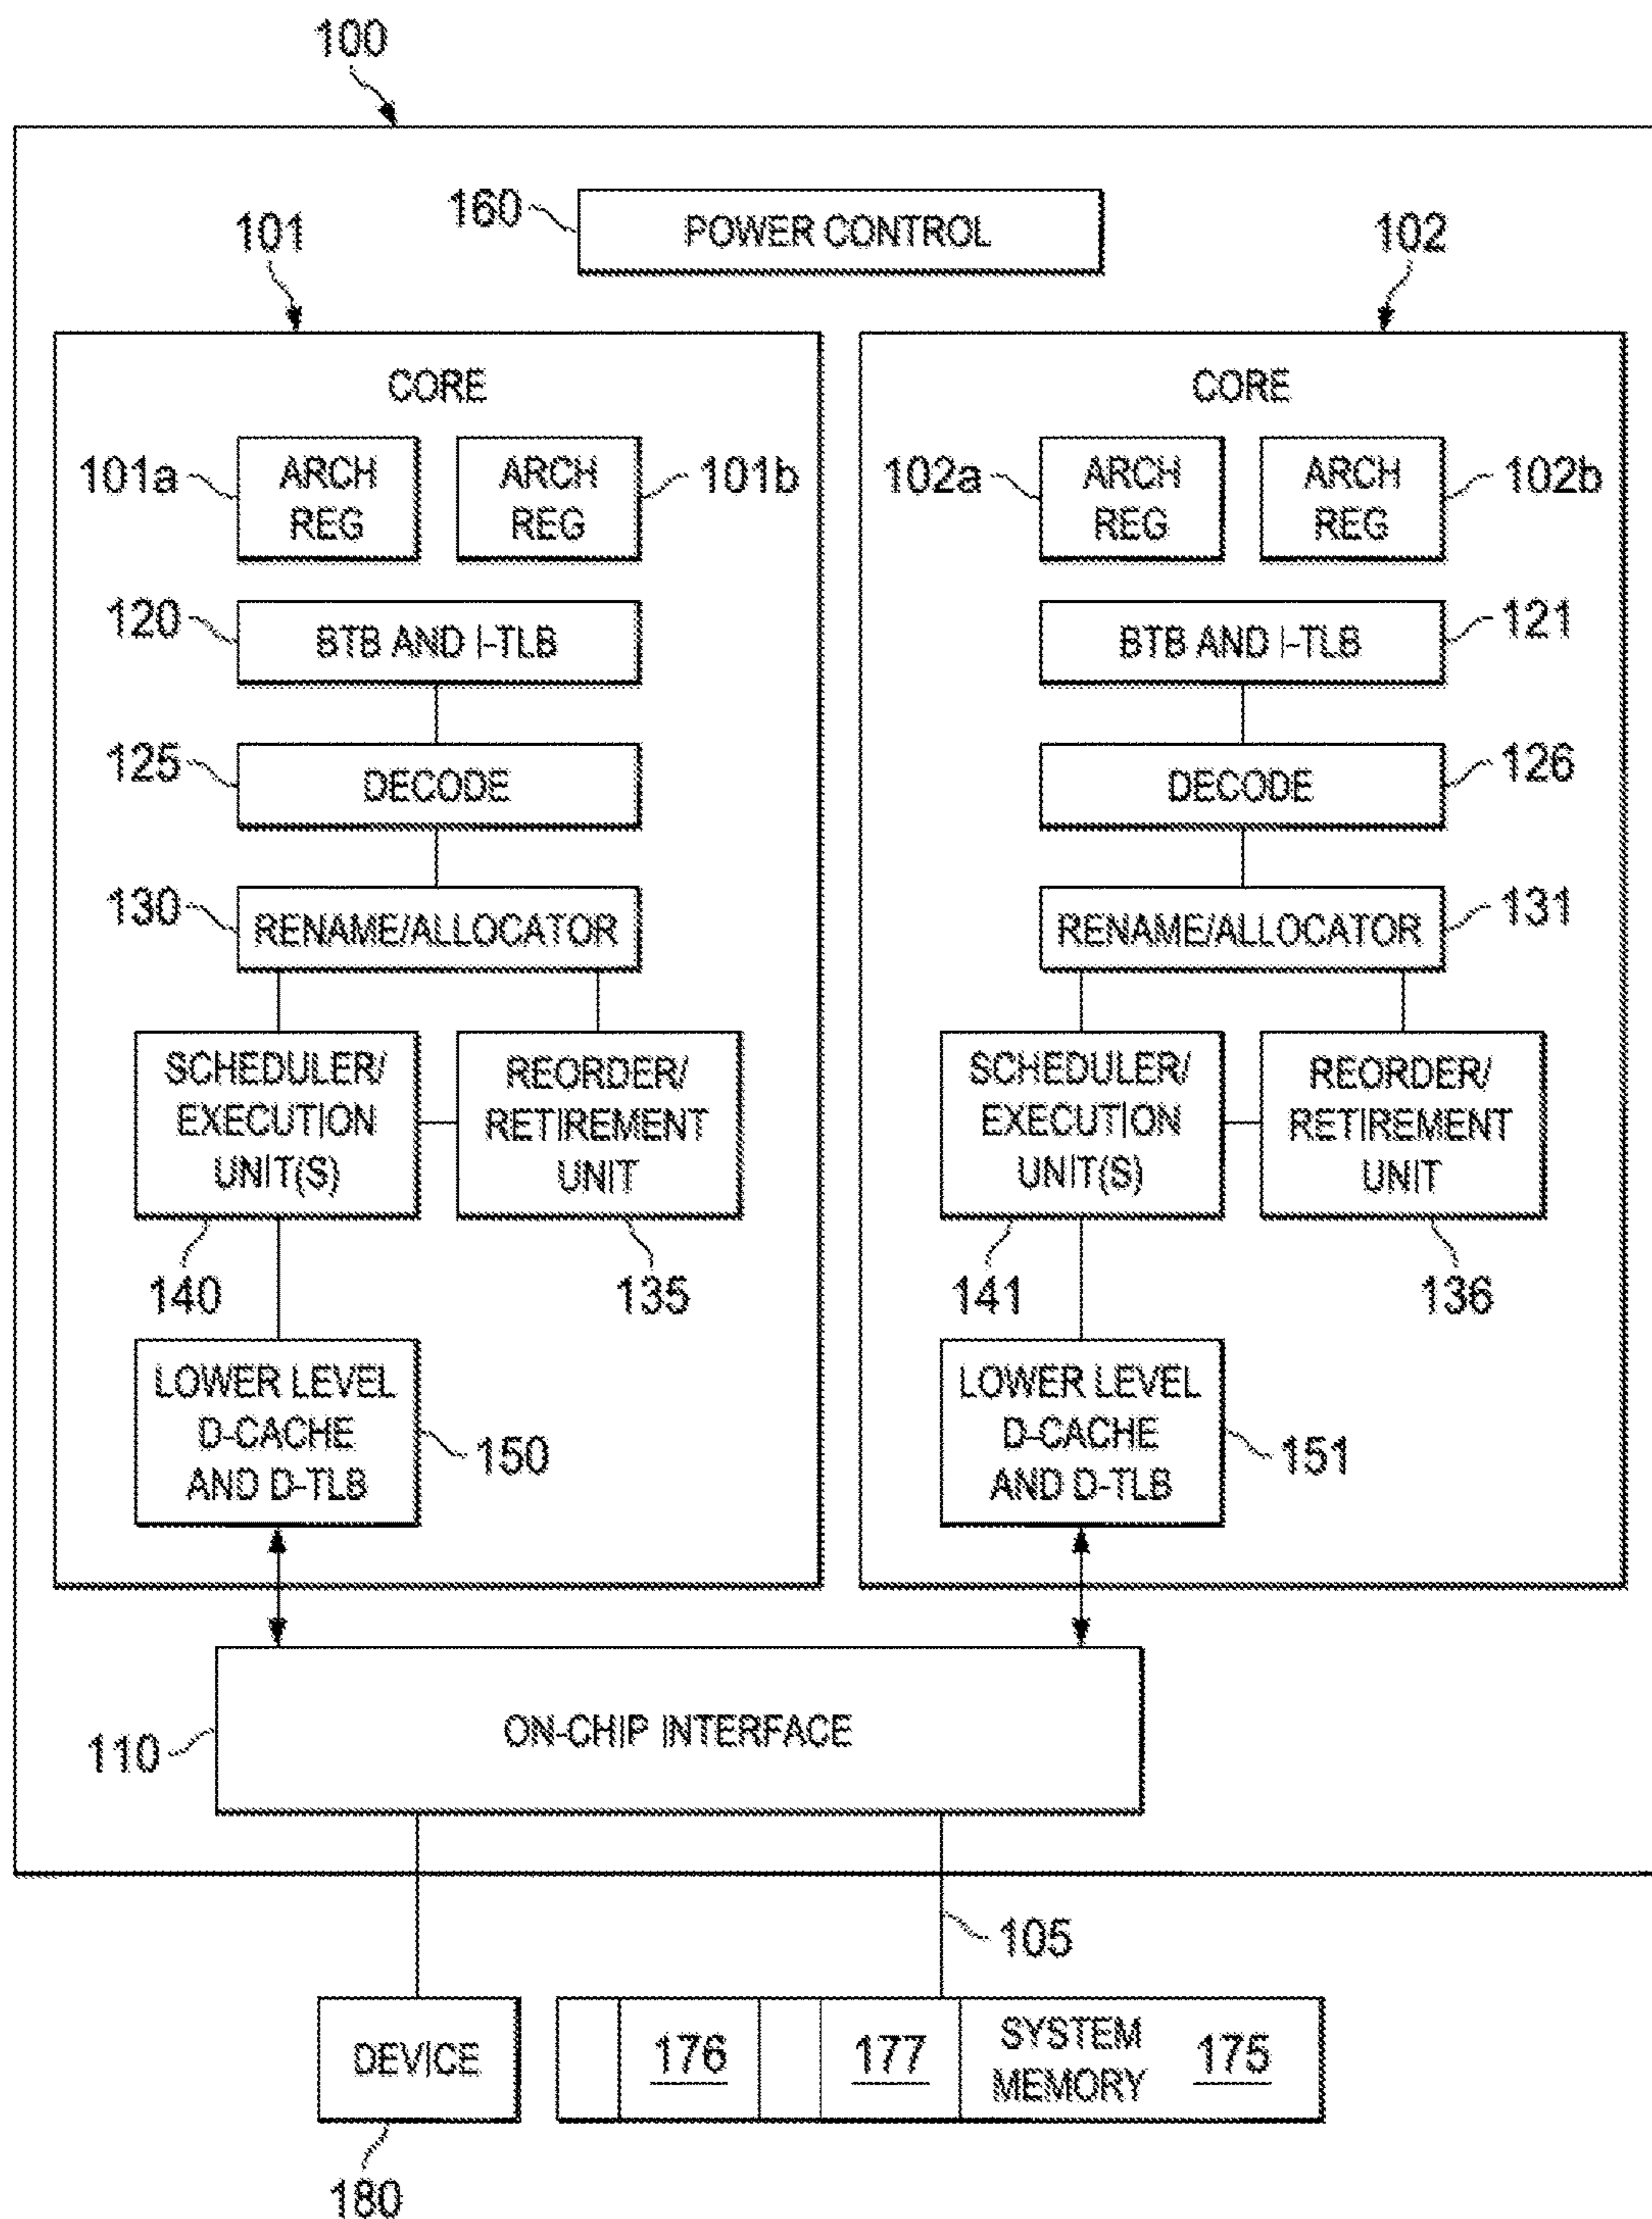 100
160
POWER CONTROL
101
102
CORE
CORE
101a
ARCH
REG
ARCH
REG
101b
102a
ARCH
REG
ARCH
REG
102b
120
BTB AND I-TLB
BTB AND I-TLB
121
125
DECODE
DECODE
126
130
RENAME/ALLOCATOR
RENAME/ALLOCATOR
131
SCHEDULER/
EXECUTION
UNIT(S)
REORDER/
RETIREMENT
UNIT
SCHEDULER/
EXECUTION
UNIT(S)
REORDER/
RETIREMENT
UNIT
140
135
141
136
LOWER LEVEL
D-CACHE
AND D-TLB
150
LOWER LEVEL
D-CACHE
AND D-TLB
151
110
ON-CHIP INTERFACE
105
DEVICE
176
177
SYSTEM
MEMORY
175
180